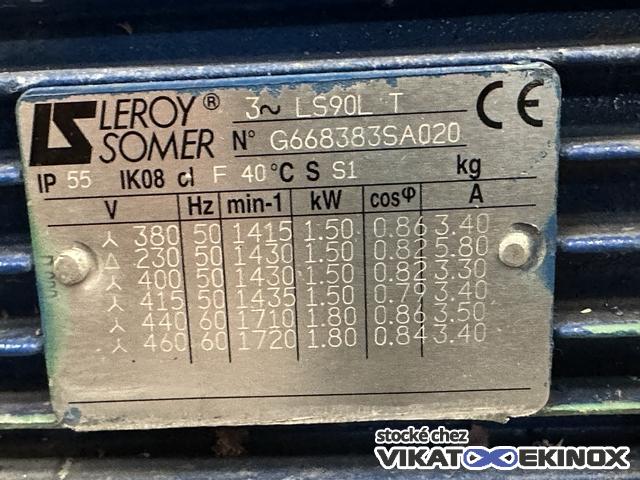 LS LEROY® SOMER 3~ LS90L T
N° G668383SA020
IP 55 IK08 cl F 40°C S S1 kg
V Hz min-1 kW cosφ A
⅄ 380 50 1415 1.50 0.86 3.40
Δ 230 50 1430 1.50 0.82 5.80
⅄ 400 50 1430 1.50 0.82 3.30
⅄ 415 50 1435 1.50 0.79 3.40
⅄ 440 60 1710 1.80 0.86 3.50
⅄ 460 60 1720 1.80 0.84 3.40
CE
stocké chez
VIKATOOEKINOX